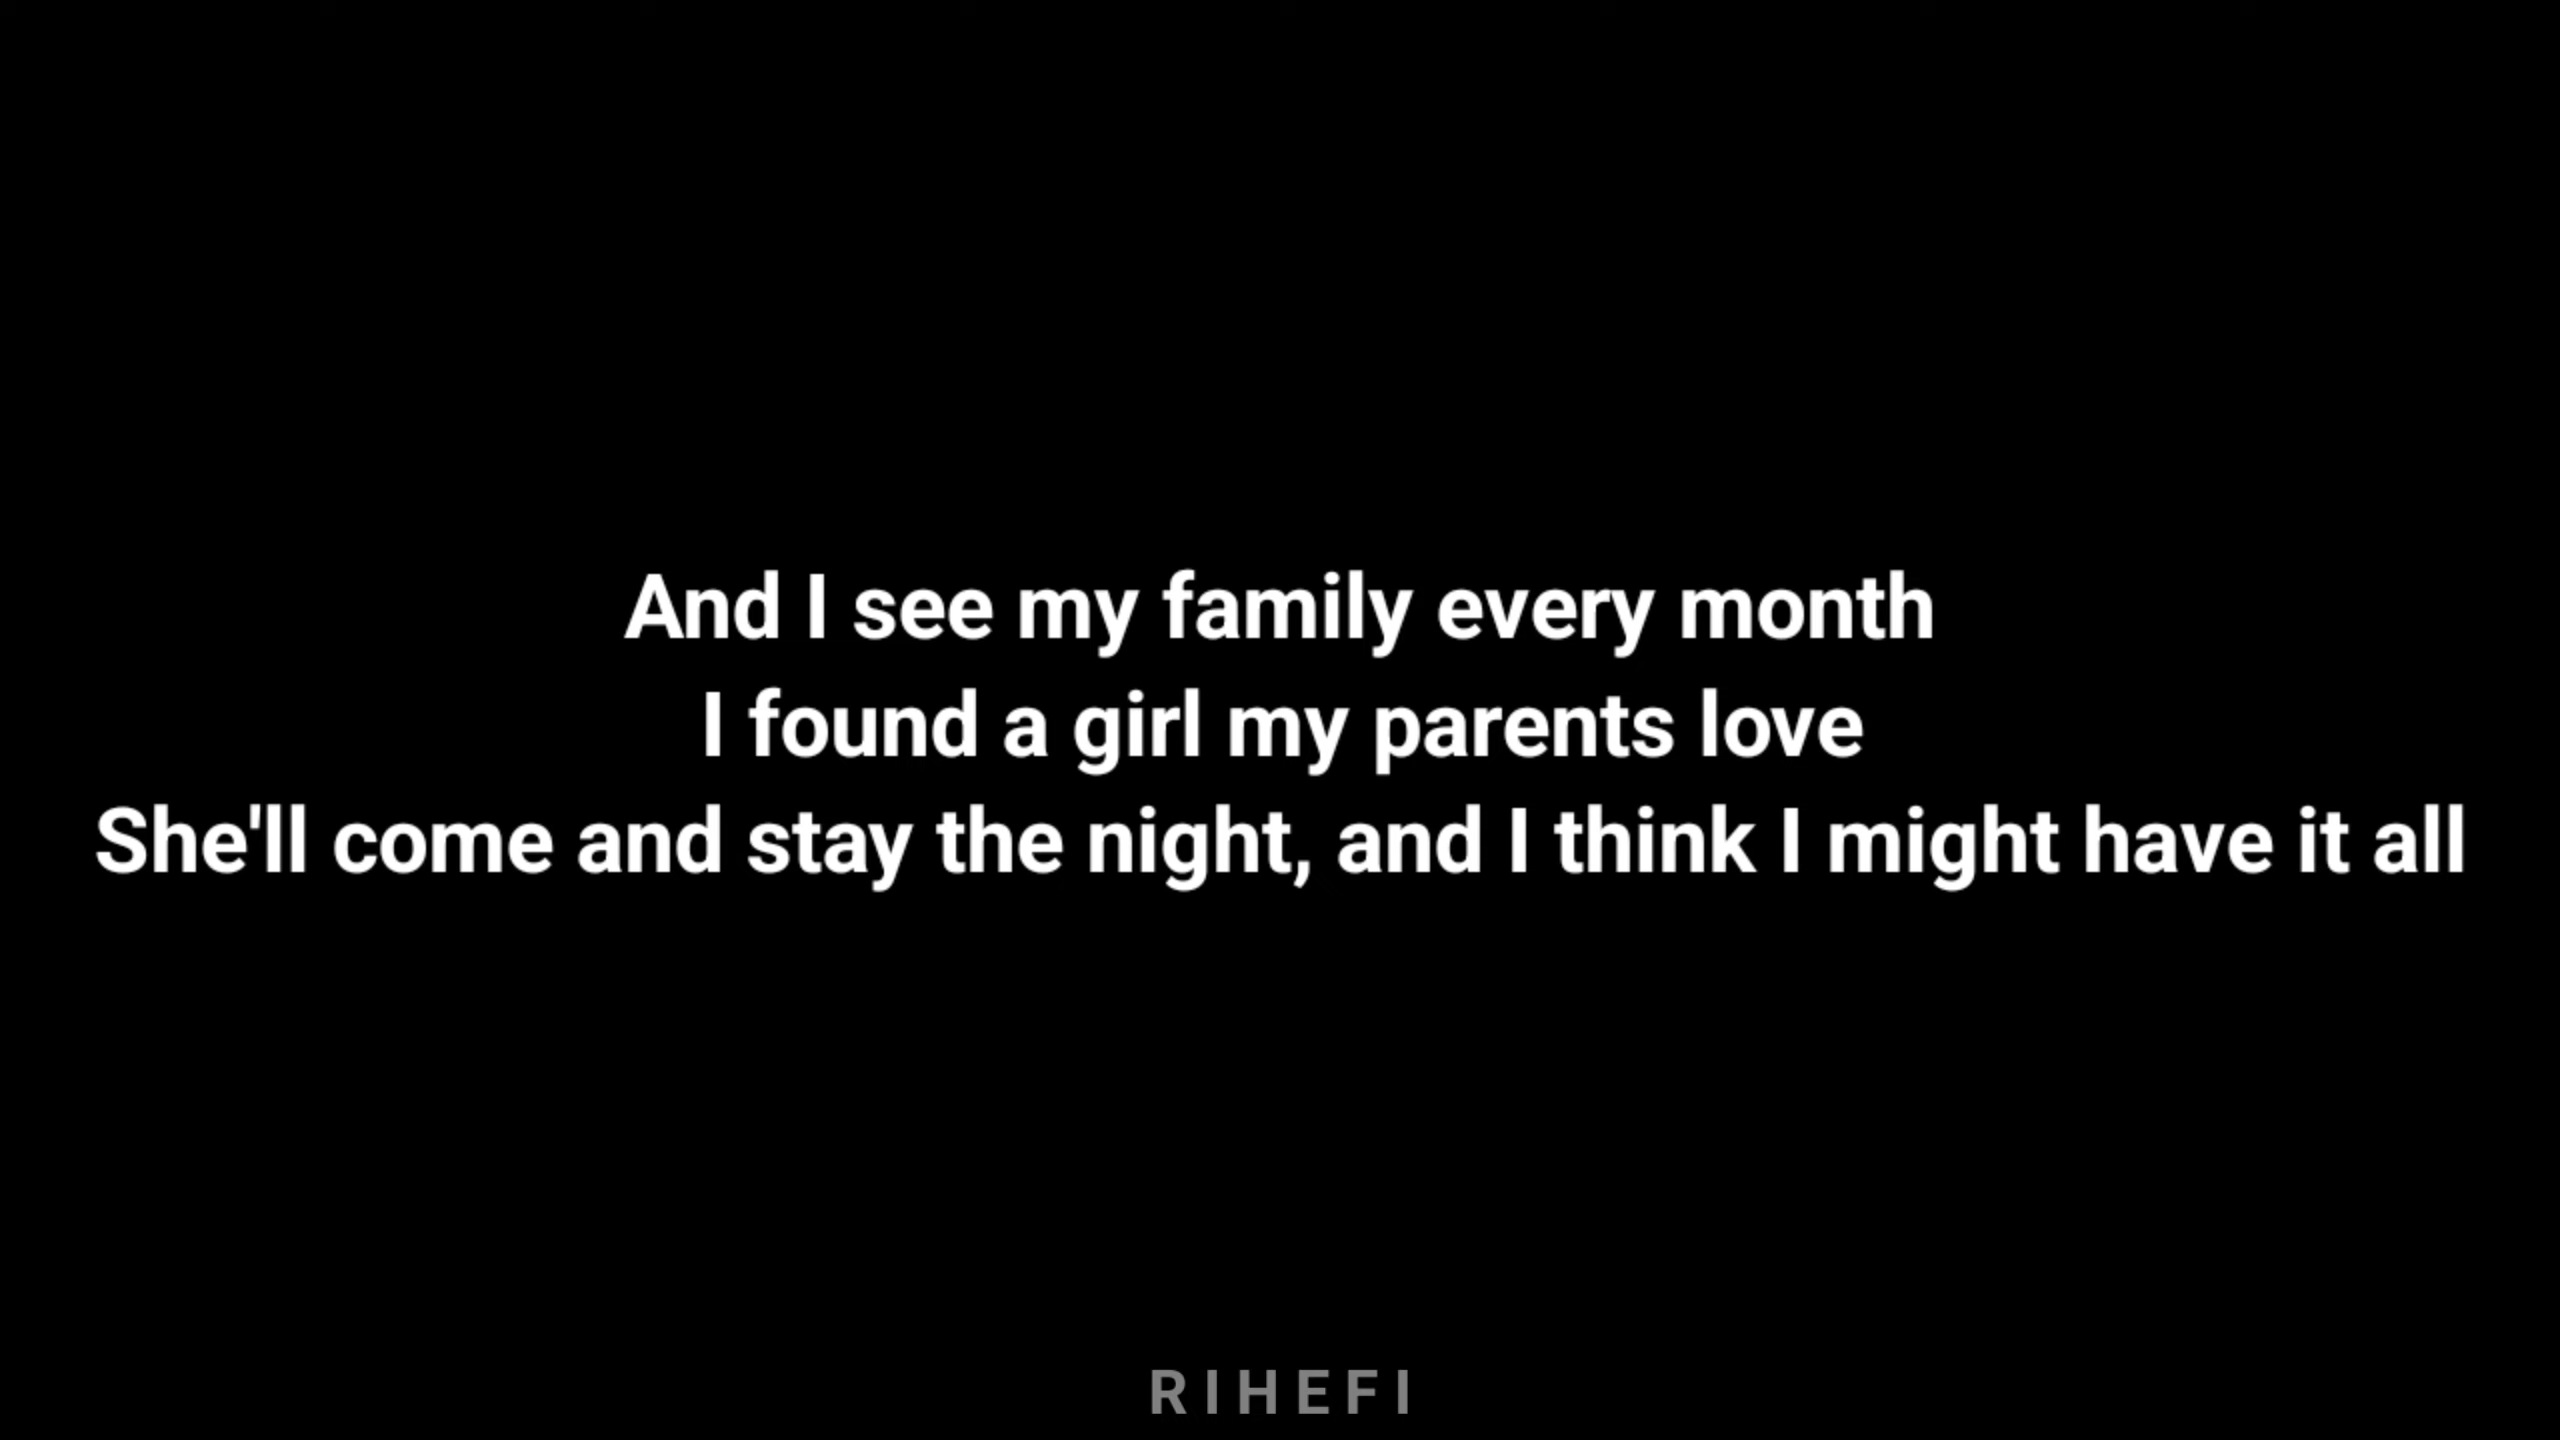 And I see my family every month
I found a girl my parents love
She'll come and stay the night, and I think I might have it all
RIHEFI